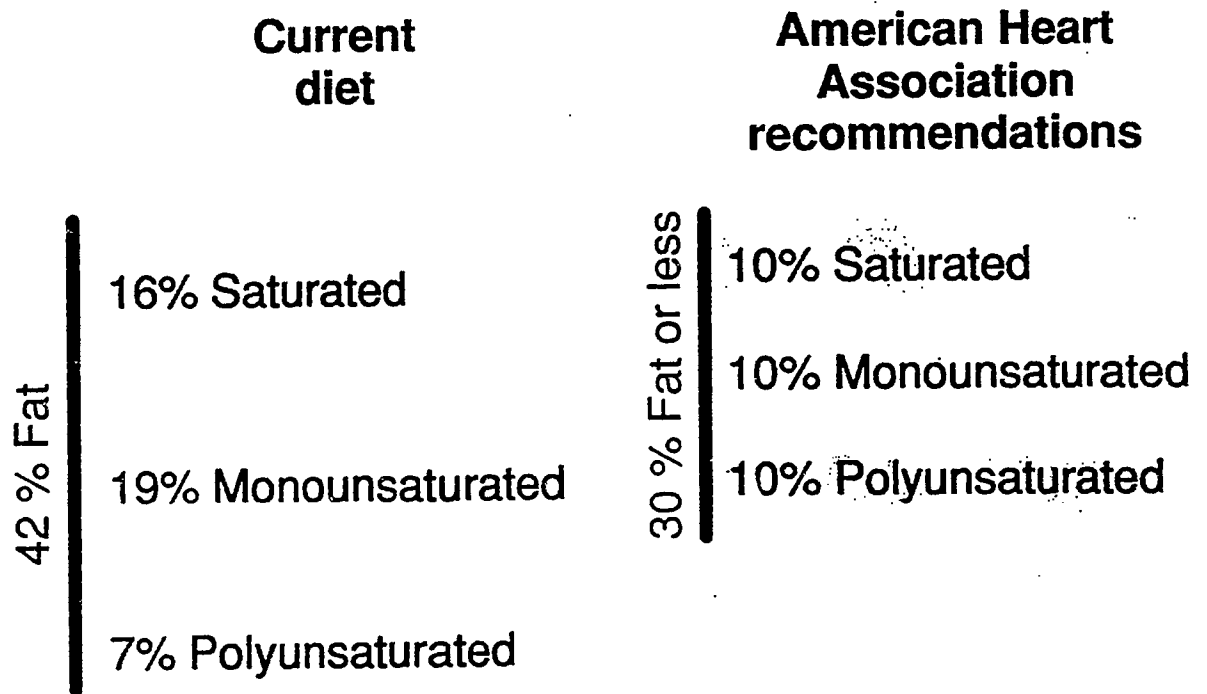 Current
diet
42 % Fat
16% Saturated
19% Monounsaturated
7% Polyunsaturated
American Heart
Association
recommendations
30 % Fat or less
10% Saturated
10% Monounsaturated
10% Polyunsaturated